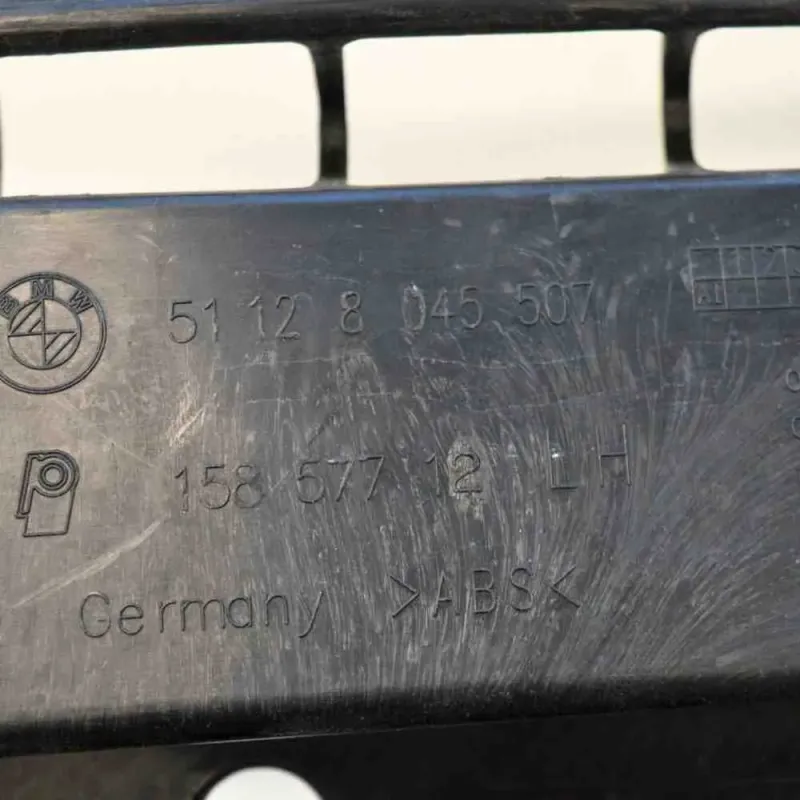 BMW
51 12 8 045 507
158 577 12 LH
Germany >ABS<